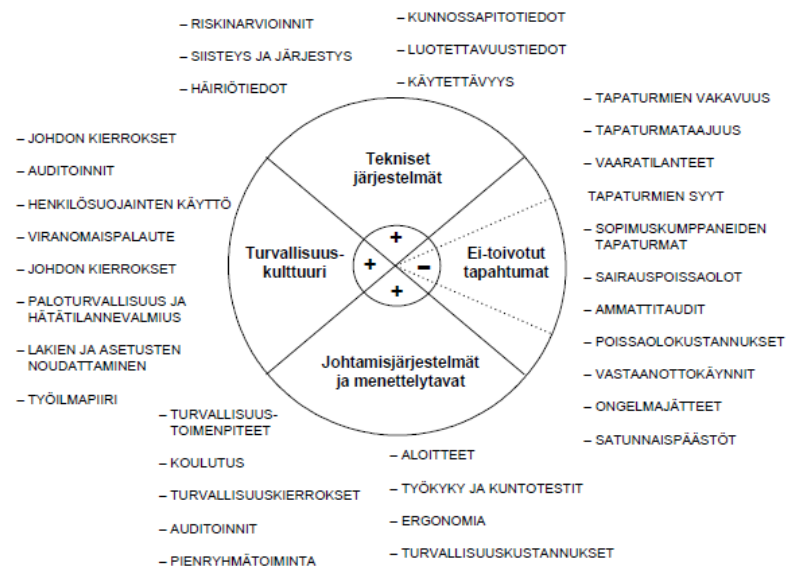 – RISKINARVIOINNIT
– SIISTEYS JA JÄRJESTYS
– HÄIRIÖTIEDOT
– KUNNOSSAPITOTIEDOT
– LUOTETTAVUUSTIEDOT
– KÄYTETTÄVYYS
– JOHDON KIERROKSET
– AUDITOINNIT
– HENKILÖSUOJAINTEN KÄYTTÖ
– VIRANOMAISPALAUTE
– JOHDON KIERROKSET
– PALOTURVALLISUUS JA
HÄTÄTILANNEVALMIUS
– LAKIEN JA ASETUSTEN
NOUDATTAMINEN
– TYÖILMAPIIRI
Tekniset
järjestelmät
Turvallisuus-
kulttuuri
+
+
–
+
Ei-toivotut
tapahtumat
Johtamisjärjestelmät
ja menettelytavat
– TAPATURMIEN VAKAVUUS
– TAPATURMATAAJUUS
– VAARATILANTEET
TAPATURMIEN SYYT
– SOPIMUSKUMPPANEIDEN
TAPATURMAT
– SAIRAUSPOISSAOLOT
– AMMATTITAUDIT
– POISSAOLOKUSTANNUKSET
– VASTAANOTTOKÄYNNIT
– ONGELMAJÄTTEET
– SATUNNAISPÄÄSTÖT
– TURVALLISUUS-
TOIMENPITEET
– KOULUTUS
– TURVALLISUUSKIERROKSET
– AUDITOINNIT
– PIENRYHMÄTOIMINTA
– ALOITTEET
– TYÖKYKY JA KUNTOTESTIT
– ERGONOMIA
– TURVALLISUUSKUSTANNUKSET